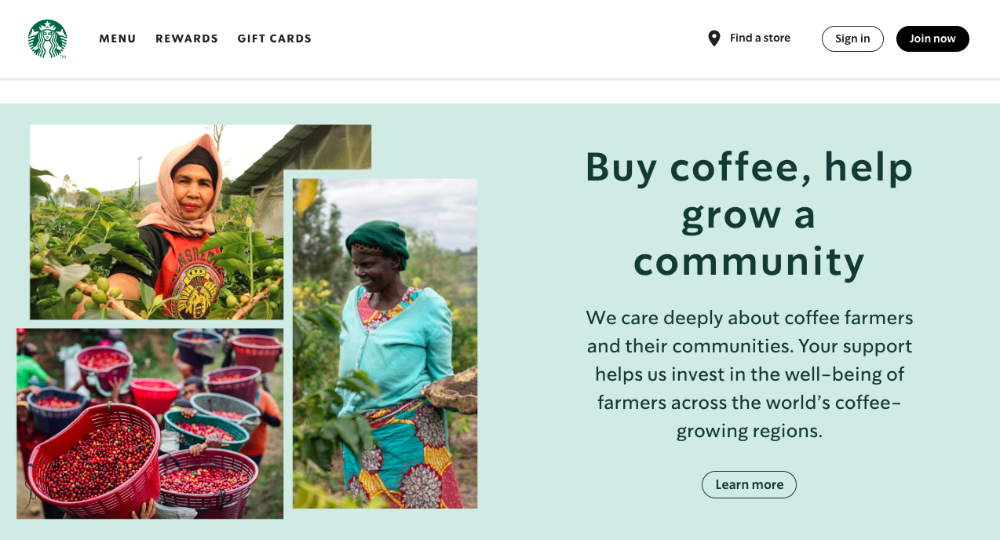 MENU REWARDS GIFT CARDS Find a store Sign in Join now
TM
Buy coffee, help
grow a
community
We care deeply about coffee farmers
and their communities. Your support
helps us invest in the well-being of
farmers across the world's coffee-
growing regions.
Learn more